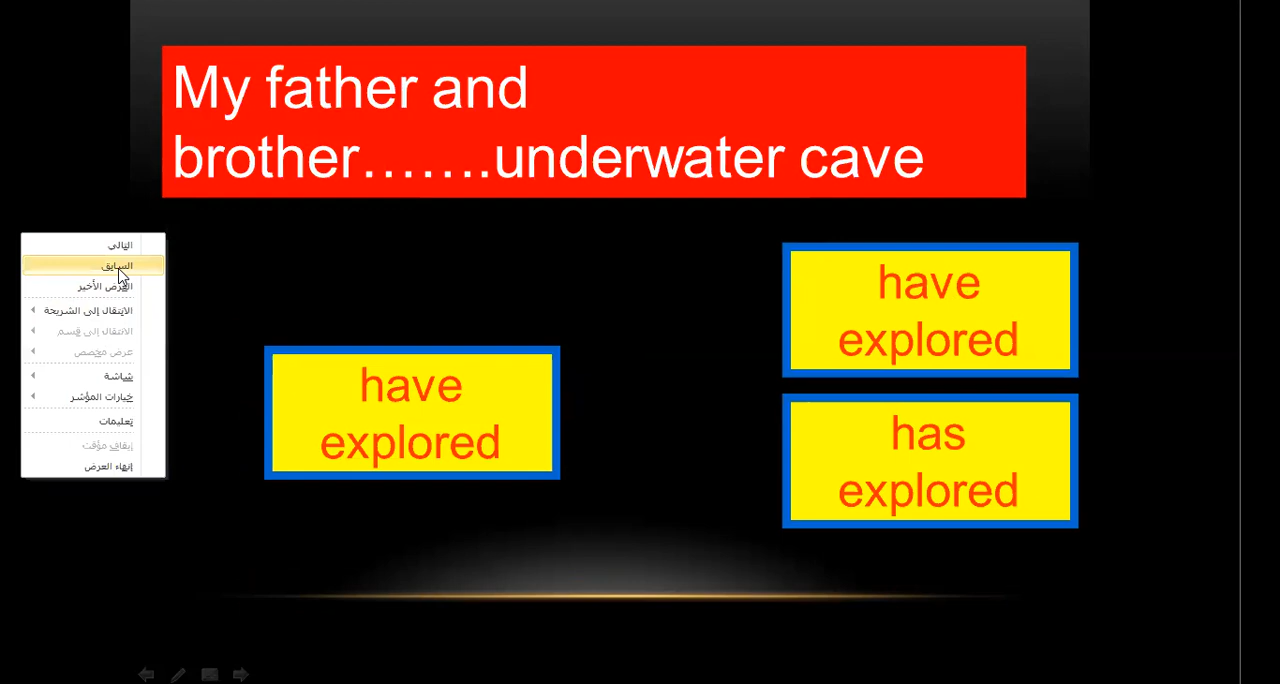 My father and
brother…….underwater cave
التالي
السابق
العرض الأخير
الانتقال إلى الشريحة
الانتقال إلى قسم
عرض مخصص
شاشة
خيارات المؤشر
تعليمات
إيقاف مؤقت
إنهاء العرض
have
explored
have
explored
has
explored